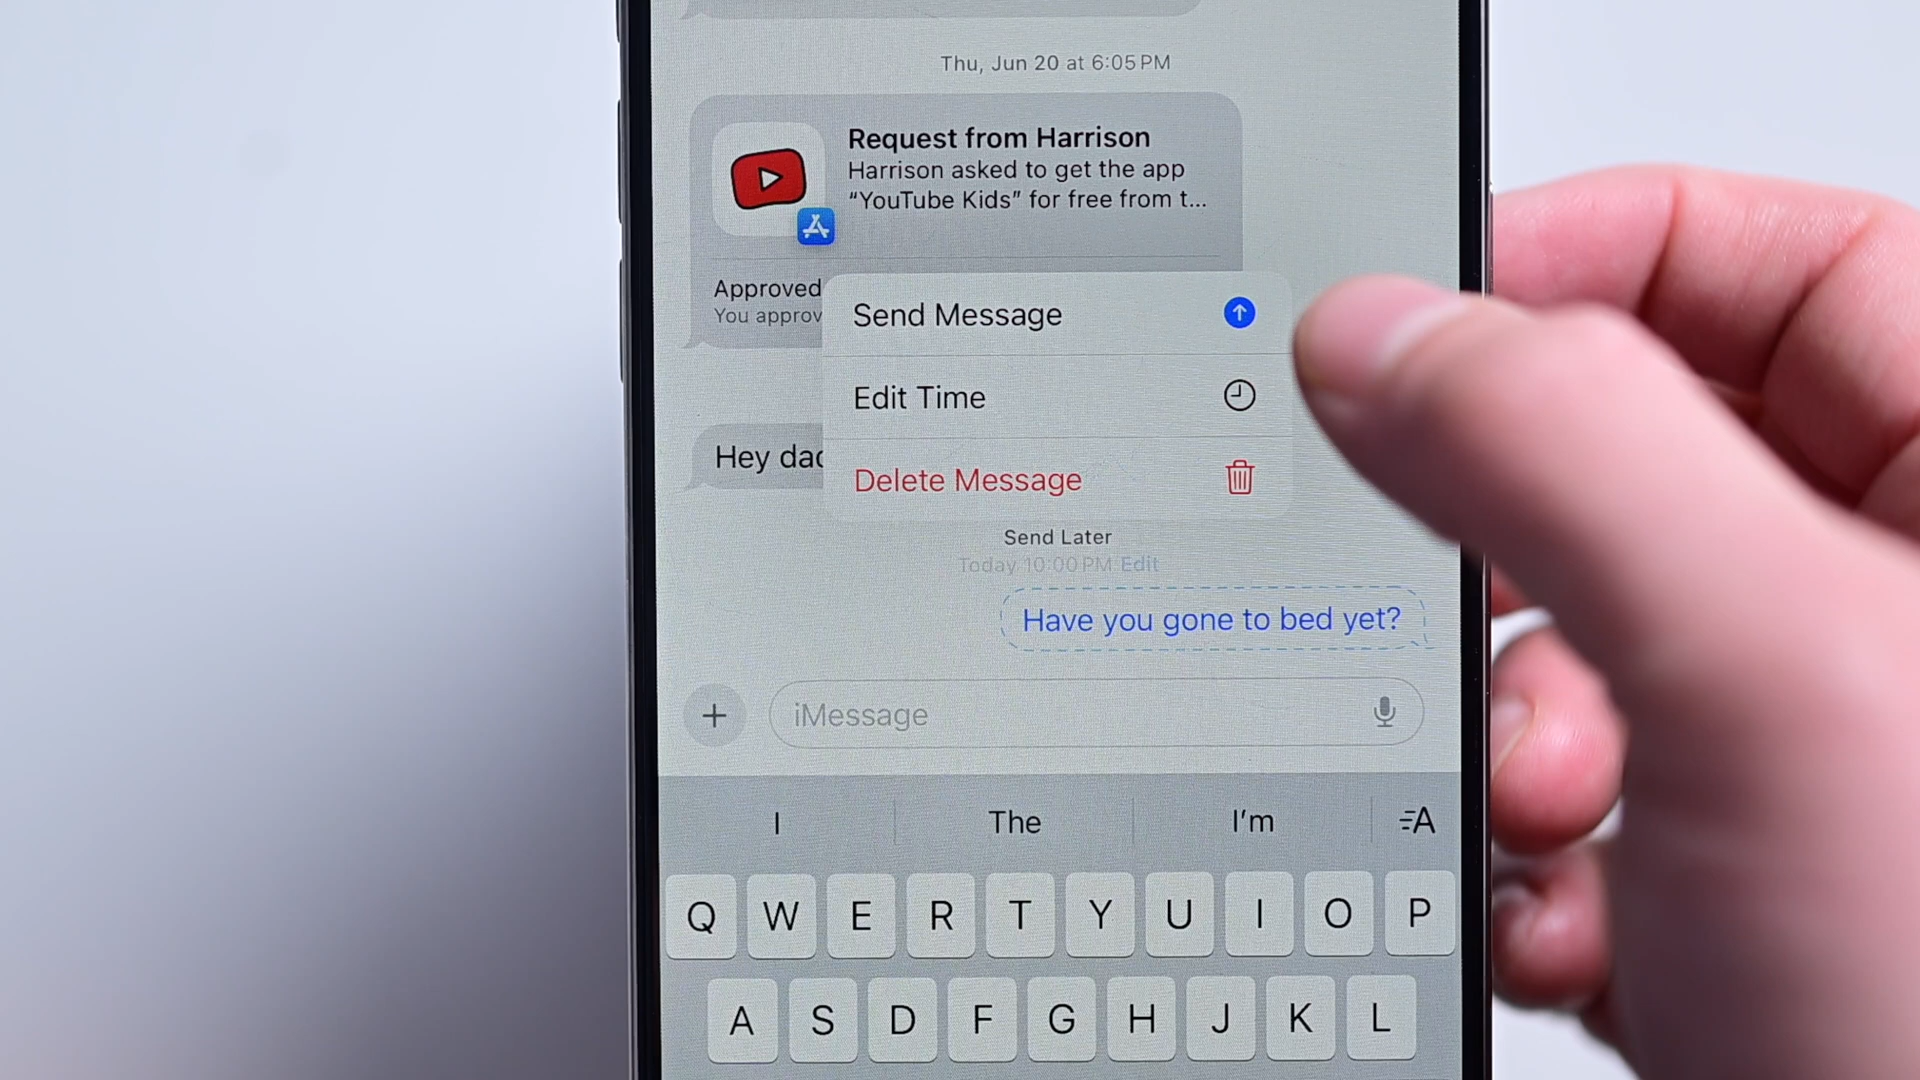 Thu, Jun 20 at 6:05 PM
Request from Harrison
Harrison asked to get the app
“YouTube Kids” for free from t...
Approved
You approv
Send Message
Edit Time
Hey dad
Delete Message
Send Later
Today 10:00 PM Edit
Have you gone to bed yet?
+ iMessage
I The I’m A
Q W E R T Y U I O P
A S D F G H J K L